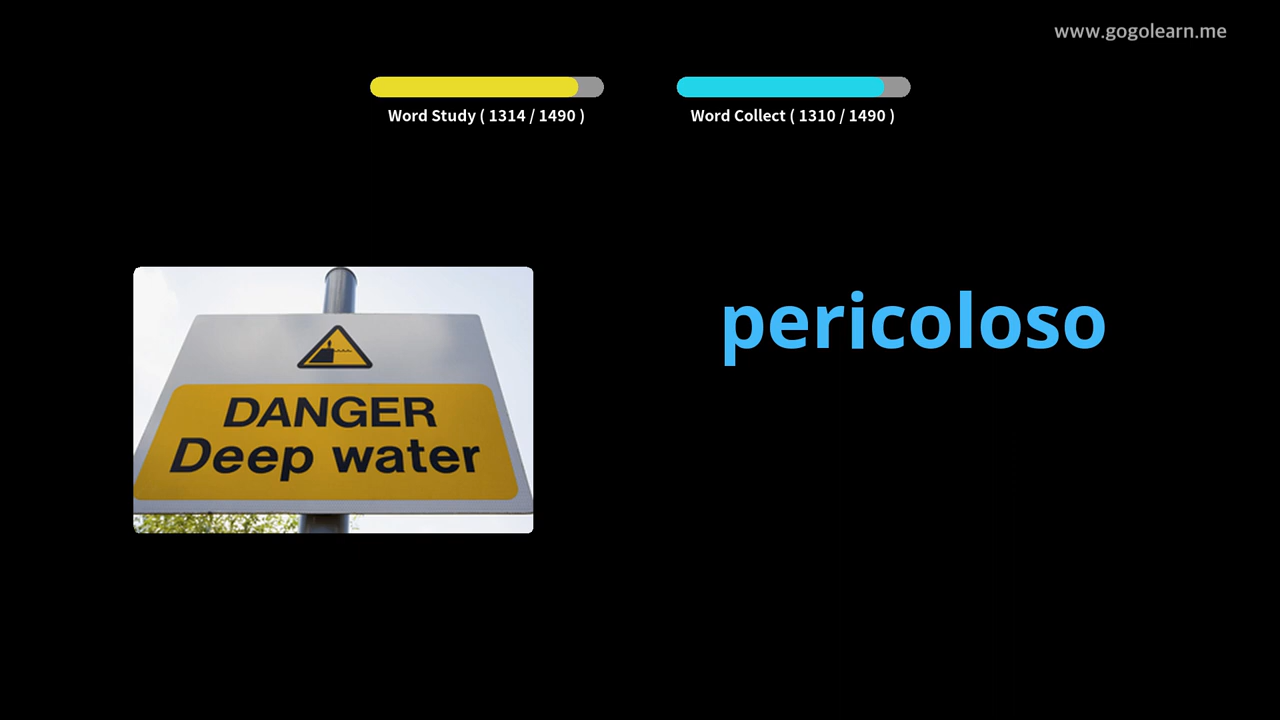 www.gogolearn.me
Word Study ( 1314 / 1490 )
Word Collect ( 1310 / 1490 )
DANGER
Deep water
pericoloso